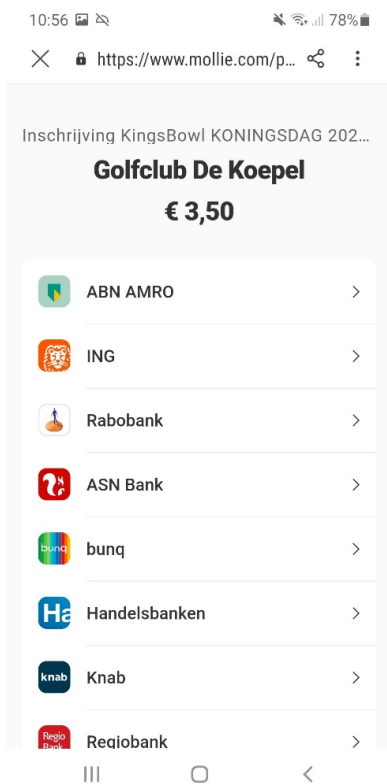 10:56 78%
https://www.mollie.com/p...
Inschrijving KingsBowl KONINGSDAG 202...
Golfclub De Koepel
€ 3,50
ABN AMRO
ING
Rabobank
ASN Bank
bunq
bunq
Ha
Handelsbanken
knab
Knab
Regio
Bank
Regiobank